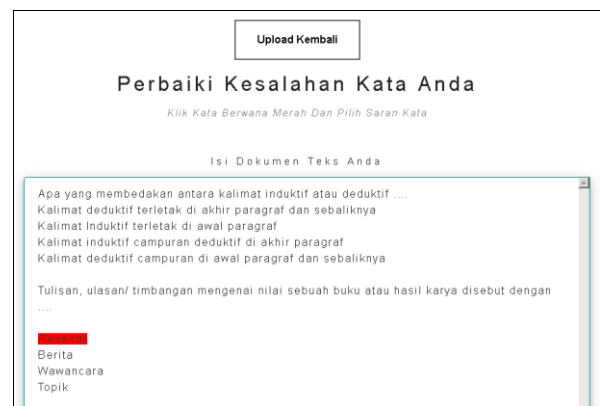 Upload Kembali
Perbaiki Kesalahan Kata Anda
Klik Kata Berwana Merah Dan Pilih Saran Kata
Isi Dokumen Teks Anda
Apa yang membedakan antara kalimat induktif atau deduktif ....
Kalimat deduktif terletak di akhir paragraf dan sebaliknya
Kalimat Induktif terletak di awal paragraf
Kalimat induktif campuran deduktif di akhir paragraf
Kalimat deduktif campuran di awal paragraf dan sebaliknya
Tulisan, ulasan/ timbangan mengenai nilai sebuah buku atau hasil karya disebut dengan
....
Berita
Wawancara
Topik